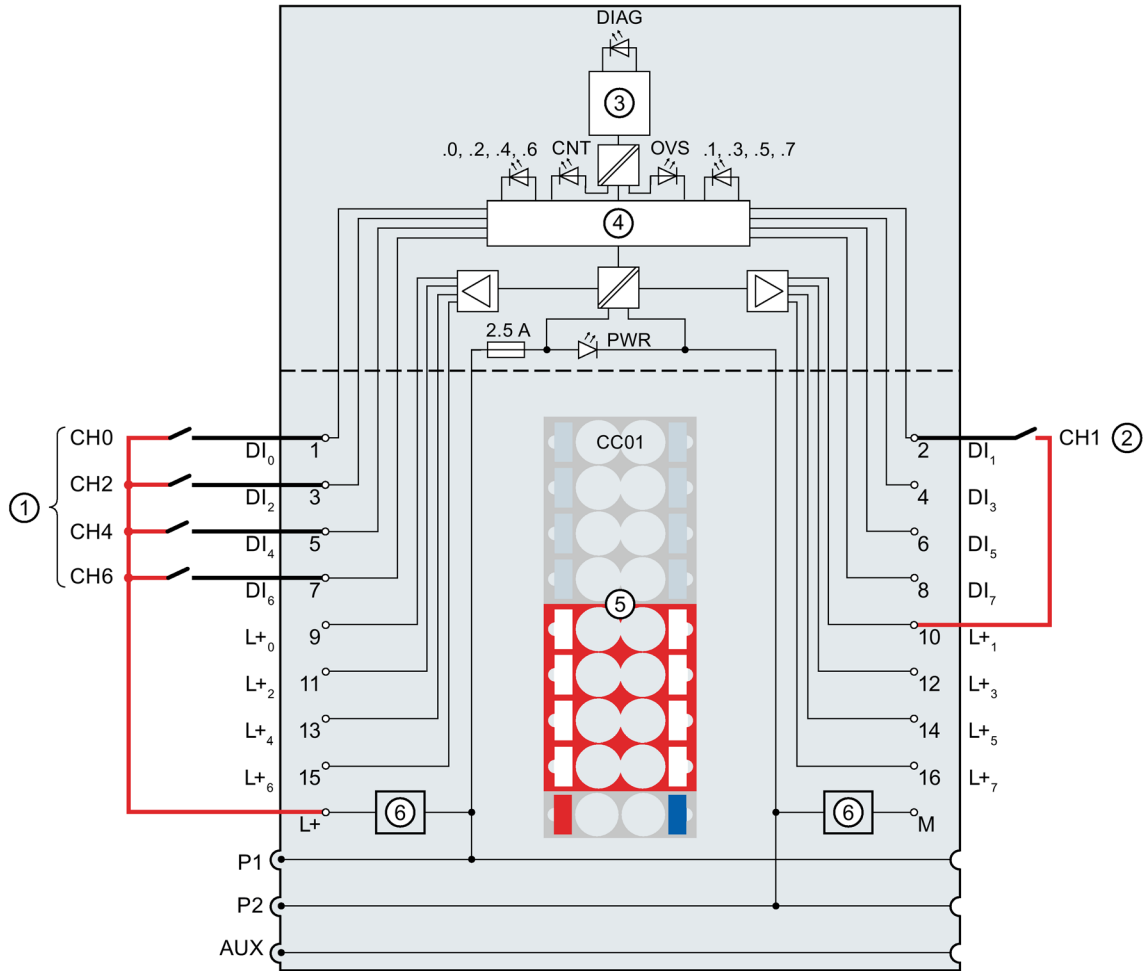 DIAG
3
.0, .2, .4, .6
CNT
OVS
.1, .3, .5, .7
4
2.5 A
PWR
CC01
1
CH0
DI0
1
2
DI1
CH1
2
CH2
DI2
3
4
DI3
CH4
DI4
5
6
DI5
CH6
DI6
7
8
DI7
5
L+0
9
10
L+1
L+2
11
12
L+3
L+4
13
14
L+5
L+6
15
16
L+7
L+
6
6
M
P1
P2
AUX